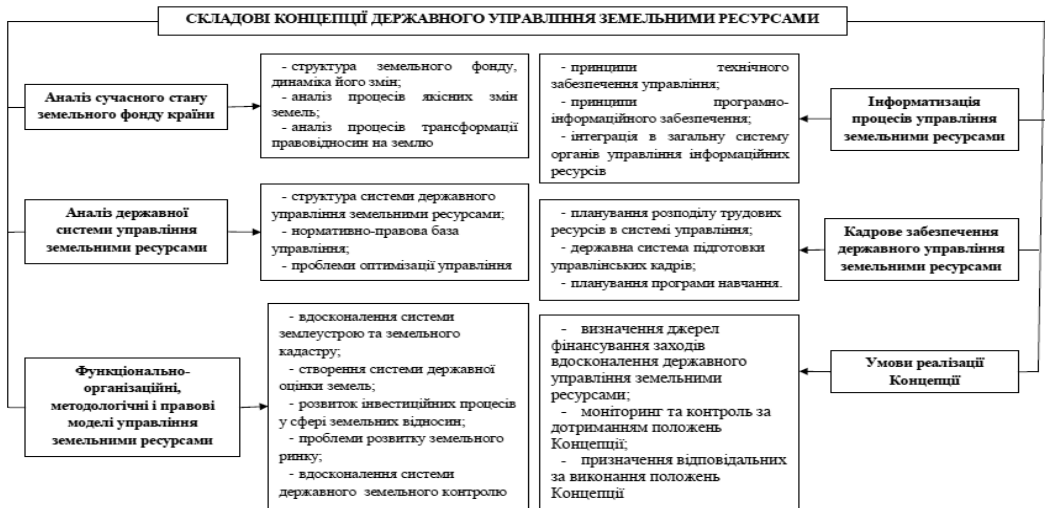 СКЛАДОВІ КОНЦЕПЦІЇ ДЕРЖАВНОГО УПРАВЛІННЯ ЗЕМЕЛЬНИМИ РЕСУРСАМИ
Аналіз сучасного стану
земельного фонду країни
- структура земельного фонду,
динаміка його змін;
- аналіз процесів якісних змін
земель;
- аналіз процесів трансформації
правовідносин на землю
- принципи технічного
забезпечення управління;
- принципи програмно-
інформаційного забезпечення;
- інтеграція в загальну систему
органів управління інформаційних
ресурсів
Інформатизація
процесів управління
земельними ресурсами
Аналіз державної
системи управління
земельними ресурсами
- структура системи державного
управління земельними ресурсами;
- нормативно-правова база
управління;
- проблеми оптимізації управління
- планування розподілу трудових
ресурсів в системі управління;
- державна система підготовки
управлінських кадрів;
- планування програми навчання.
Кадрове забезпечення
державного управління
земельними ресурсами
Функціонально-
організаційні,
методологічні і правові
моделі управління
земельними ресурсами
- вдосконалення системи
землеустрою та земельного
кадастру;
- створення системи державної
оцінки земель;
- розвиток інвестиційних процесів
у сфері земельних відносин;
- проблеми розвитку земельного
ринку;
- вдосконалення системи
державного земельного контролю
- визначення джерел
фінансування заходів
вдосконалення державного
управління земельними
ресурсами;
- моніторинг та контроль за
дотриманням положень
Концепції;
- призначення відповідальних
за виконання положень
Концепції
Умови реалізації
Концепції